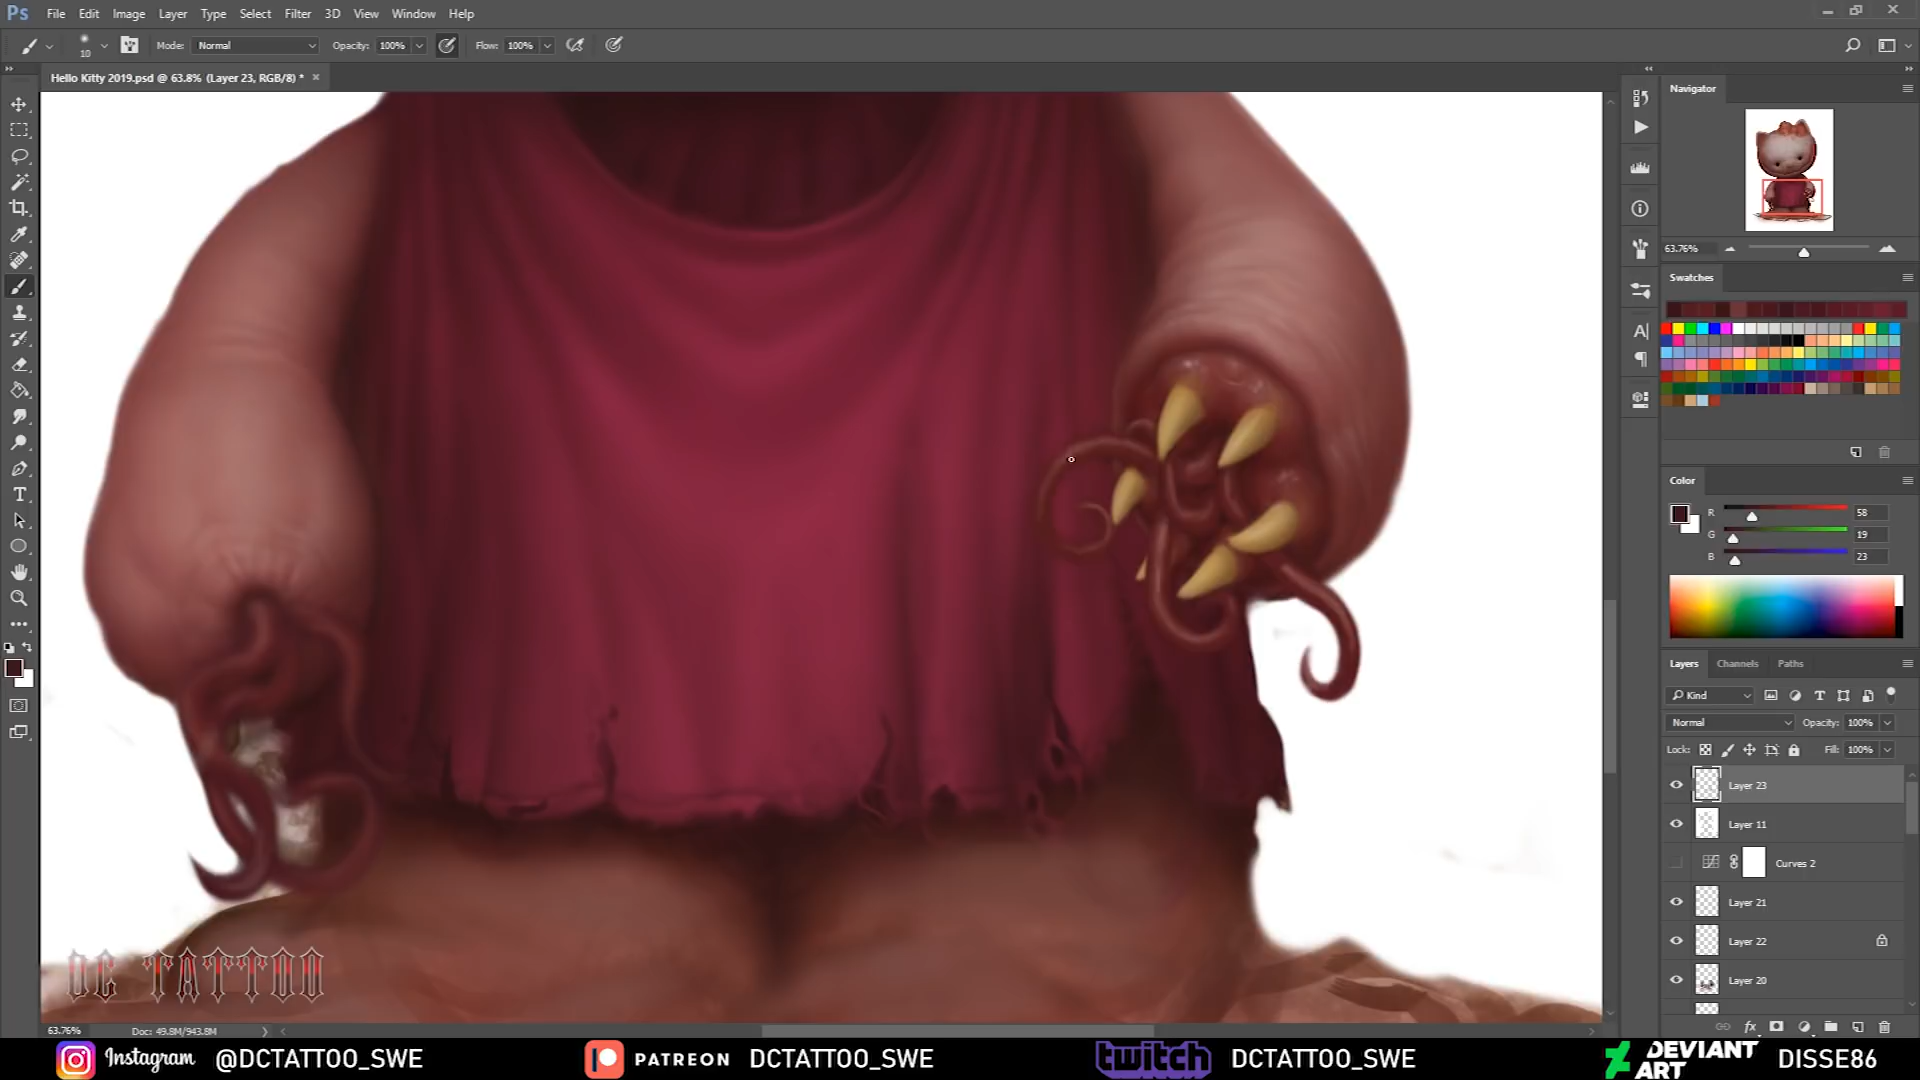 Ps File Edit Image Layer Type Select Filter 3D View Window Help
10 Mode: Normal Opacity: 100% Flow: 100%
Hello Kitty 2019.psd @ 63.8% (Layer 23, RGB/8) *
Navigator
63.76%
Swatches
Color
R 58
G 19
B 23
Layers Channels Paths
Kind
Normal Opacity: 100%
Lock: Fill: 100%
Layer 23
Layer 11
Curves 2
Layer 21
Layer 22
Layer 20
DC TATTOO
63.76% Doc: 49.8M/943.8M
Instagram @DCTATTOO_SWE PATREON DCTATTOO_SWE twitch DCTATTOO_SWE DEVIANT ART DISSE86